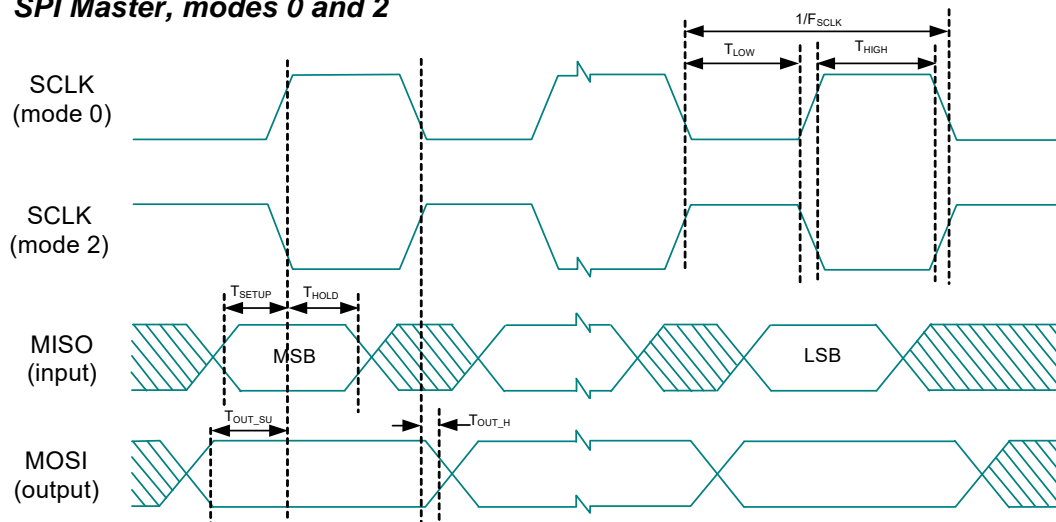 SPI Master, modes 0 and 2
1/FSCLK
TLOW
THIGH
SCLK
(mode 0)
SCLK
(mode 2)
TSETUP
THOLD
MISO
(input)
MSB
LSB
TOUT_SU
TOUT_H
MOSI
(output)